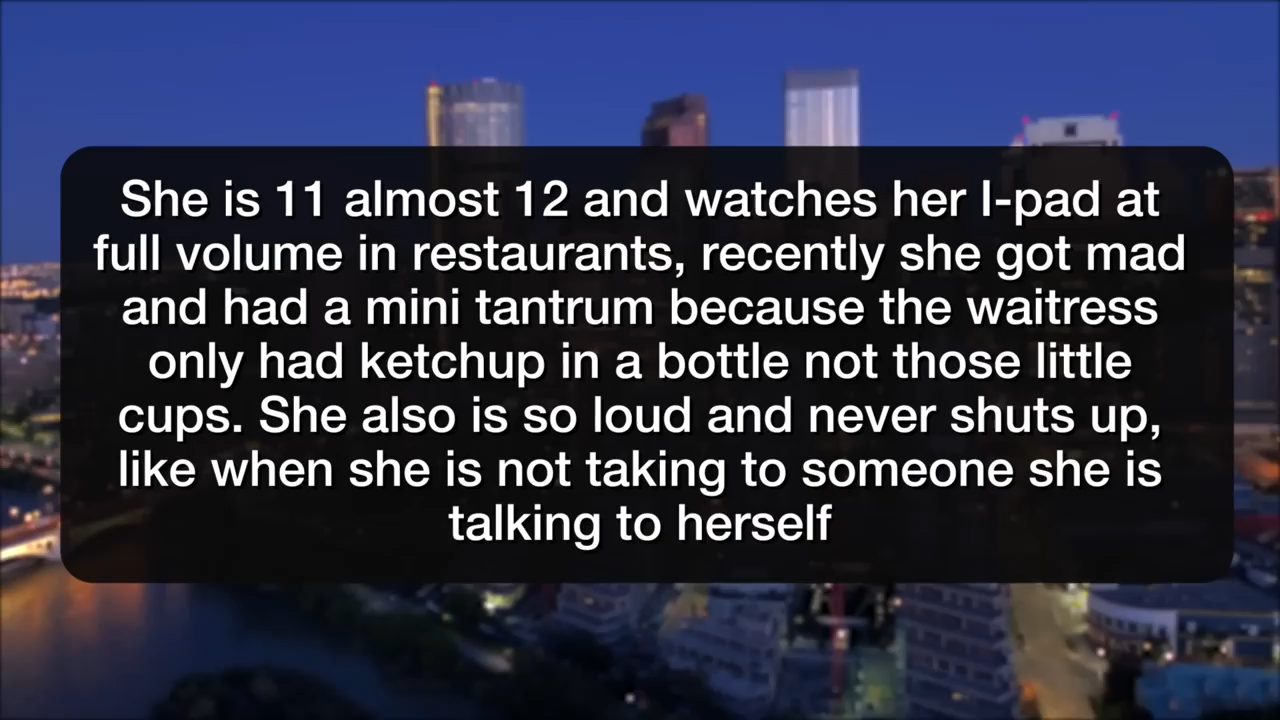 She is 11 almost 12 and watches her I-pad at
full volume in restaurants, recently she got mad
and had a mini tantrum because the waitress
only had ketchup in a bottle not those little
cups. She also is so loud and never shuts up,
like when she is not taking to someone she is
talking to herself